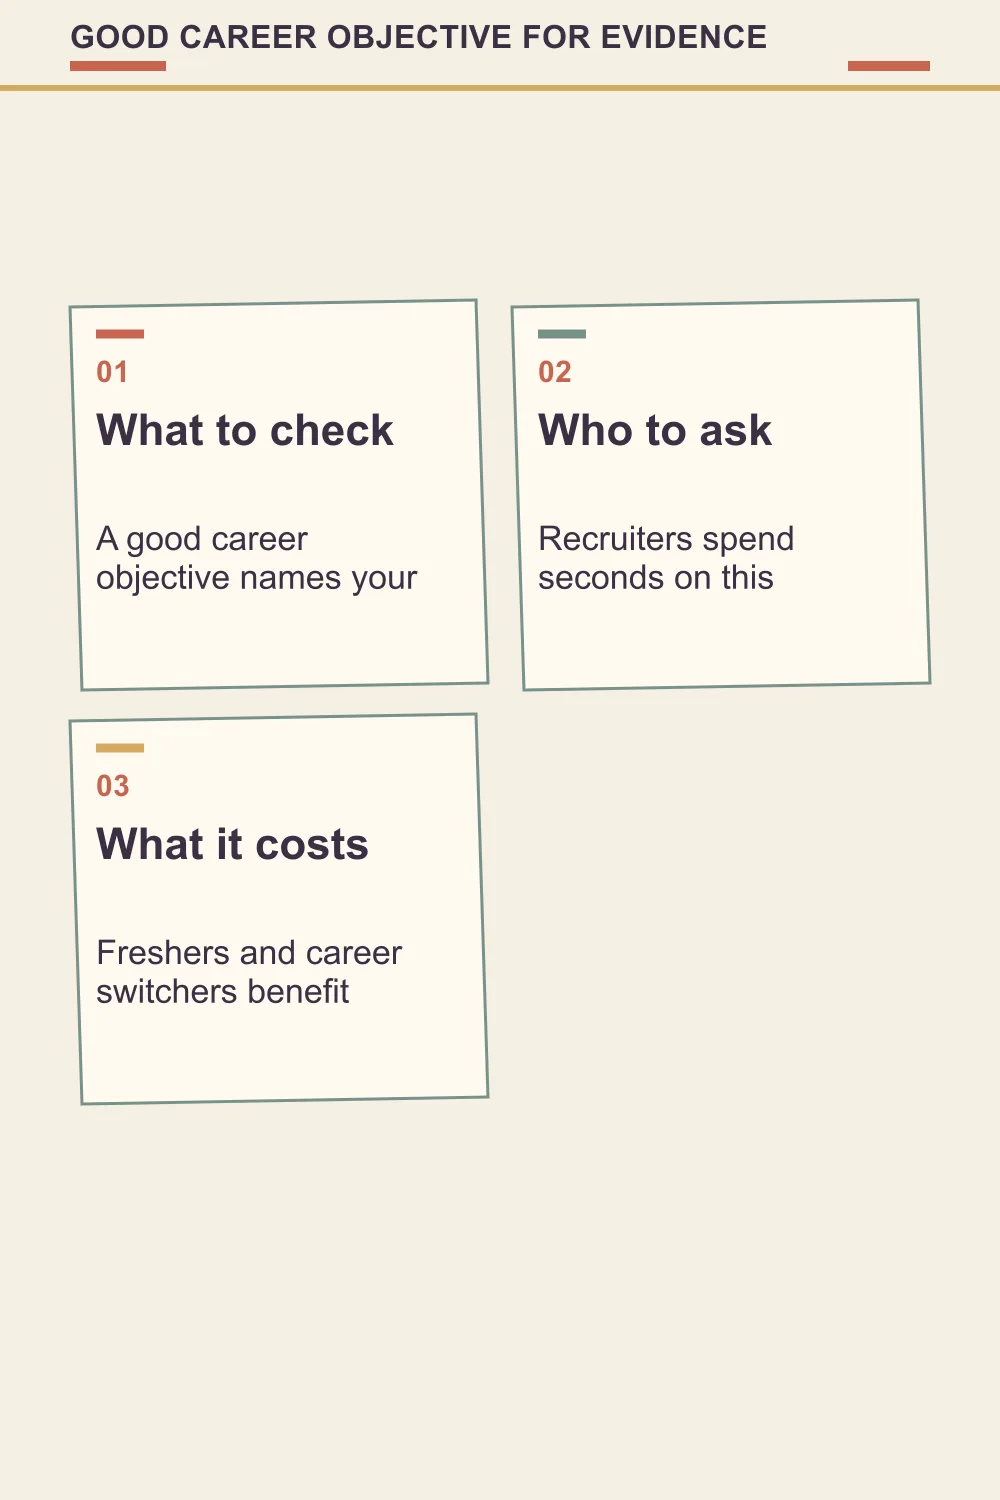 GOOD CAREER OBJECTIVE FOR EVIDENCE
01
What to check
A good career
objective names your
02
Who to ask
Recruiters spend
seconds on this
03
What it costs
Freshers and career
switchers benefit